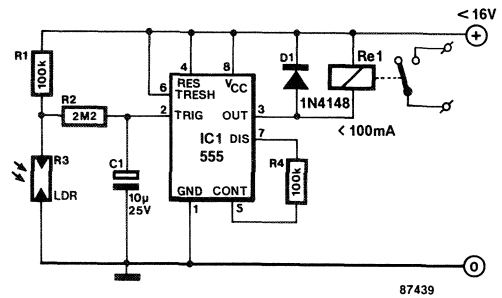 < 16V
+
R1
100k
R2
2M2
R3
LDR
C1
10µ
25V
4
8
RES
VCC
6
TRESH
2
TRIG
OUT
3
IC1
555
DIS
7
GND
CONT
1
5
R4
100k
D1
1N4148
Re1
< 100mA
0
87439